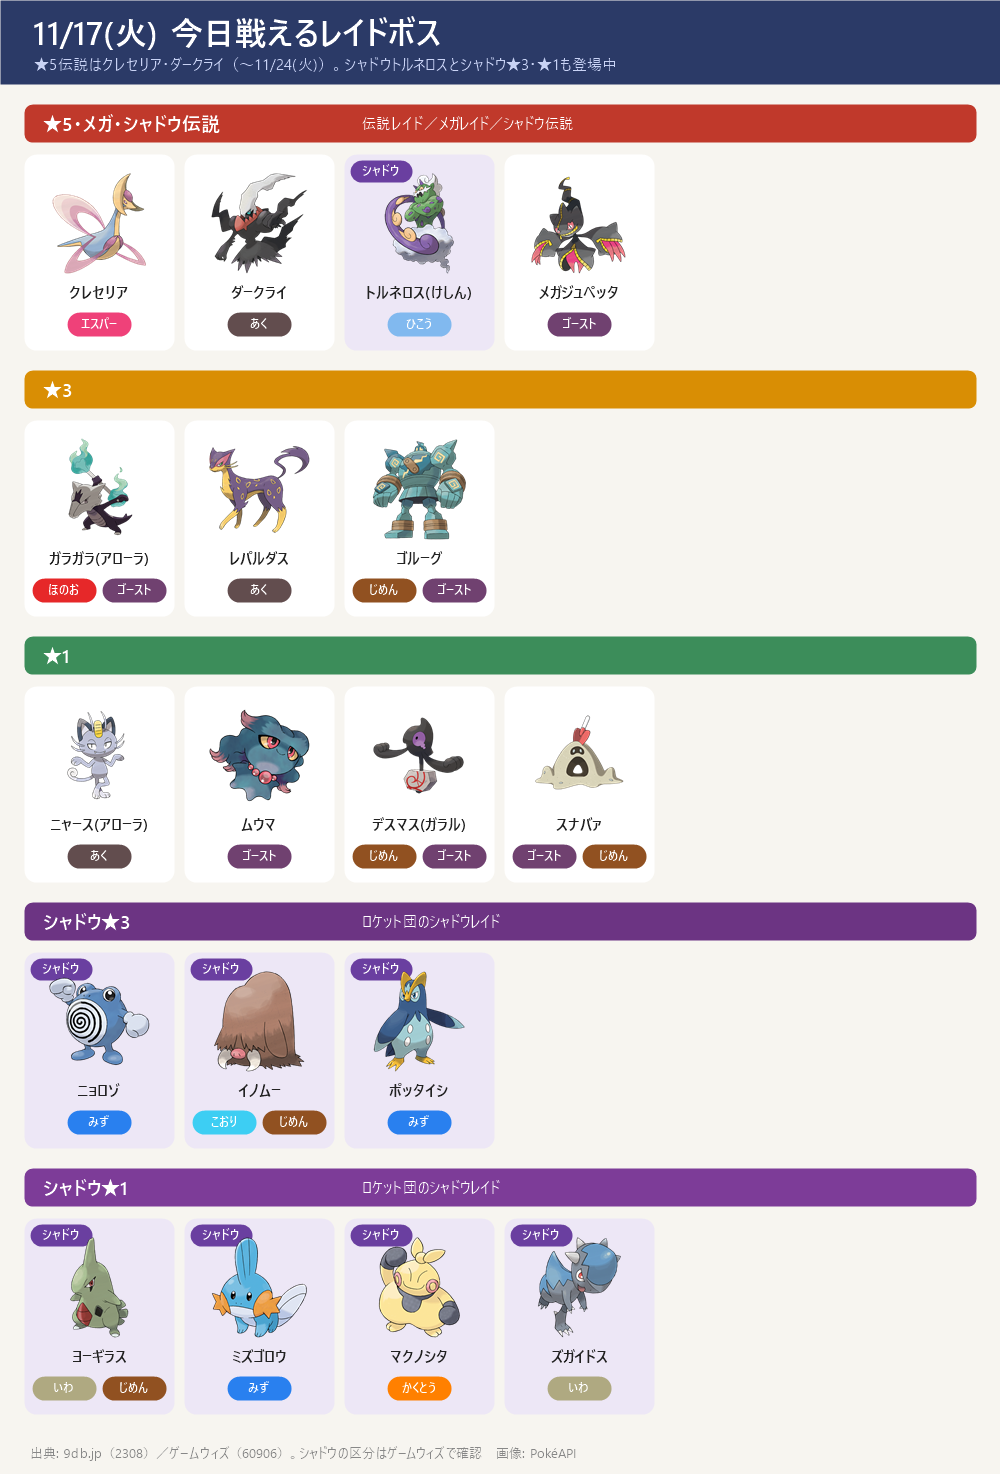 11/17(火) 今日戦えるレイドボス
★5伝説はクレセリア・ダークライ（～11/24(火)）。シャドウトルネロスとシャドウ★3・★1も登場中
★5・メガ・シャドウ伝説 伝説レイド／メガレイド／シャドウ伝説
シャドウ
クレセリア ダークライ トルネロス(けしん) メガジュペッタ
エスパー あく ひこう ゴースト
★3
ガラガラ(アローラ) レパルダス ゴルーグ
ほのお ゴースト あく じめん ゴースト
★1
ニャース(アローラ) ムウマ デスマス(ガラル) スナバァ
あく ゴースト じめん ゴースト ゴースト じめん
シャドウ★3 ロケット団のシャドウレイド
シャドウ シャドウ シャドウ
ニョロゾ イノムー ポッタイシ
みず こおり じめん みず
シャドウ★1 ロケット団のシャドウレイド
シャドウ シャドウ シャドウ シャドウ
ヨーギラス ミズゴロウ マクノシタ ズガイドス
いわ じめん みず かくとう いわ
出典: 9db.jp（2308）／ゲームウィズ（60906）。シャドウの区分はゲームウィズで確認 画像: PokéAPI